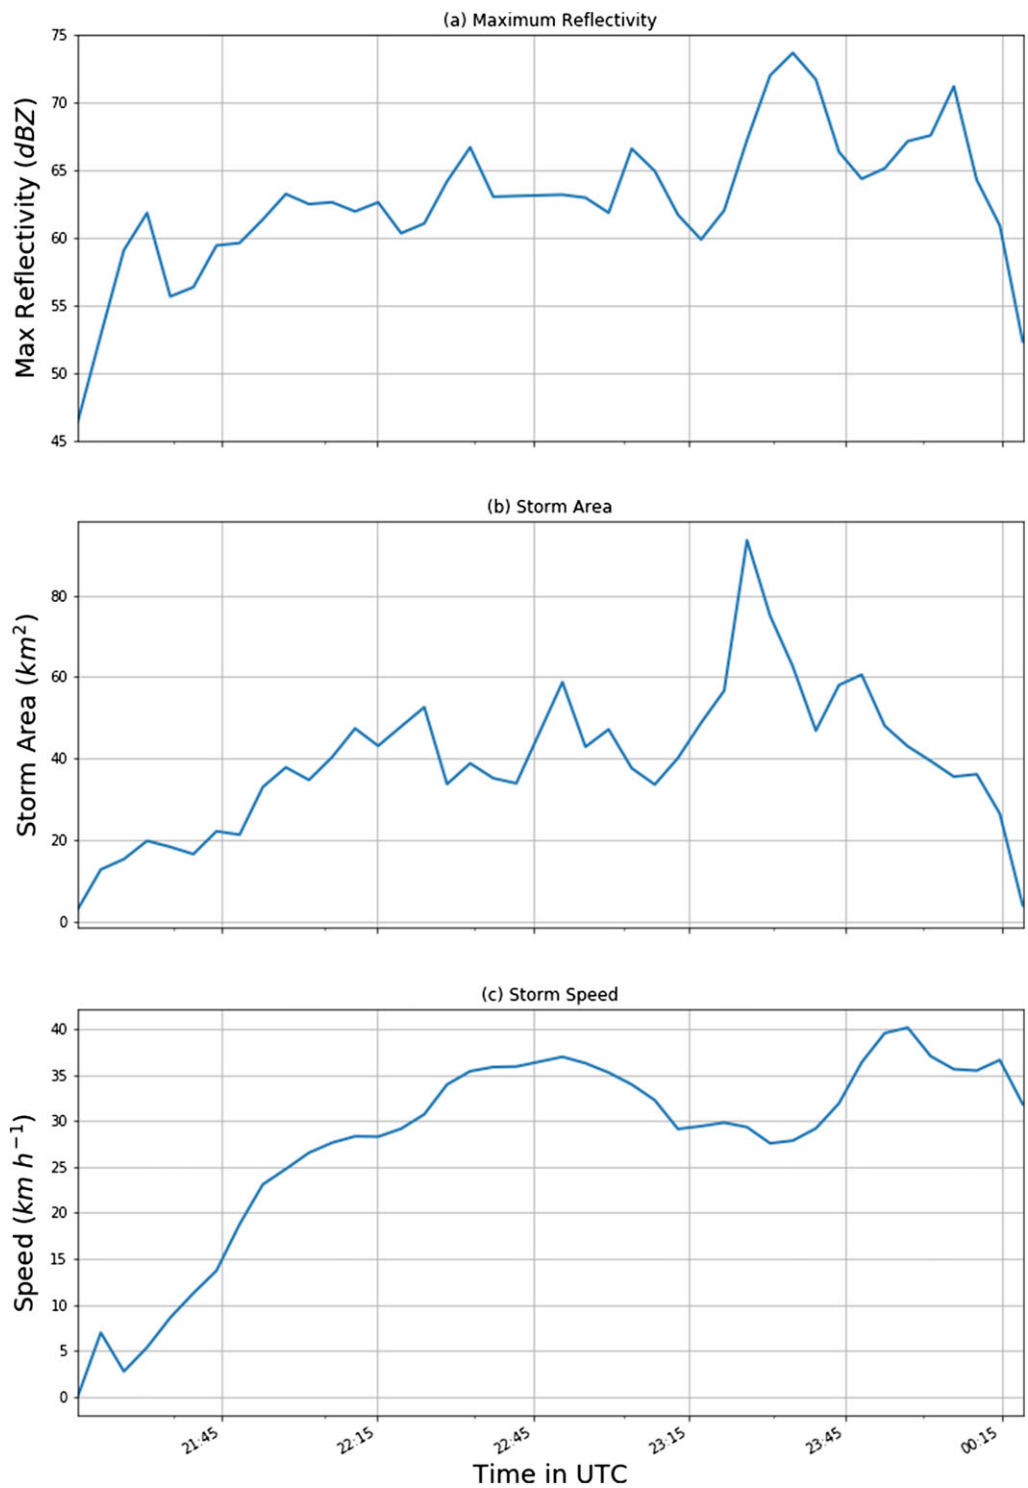 (a) Maximum Reflectivity
Max Reflectivity (dBZ)
75
70
65
60
55
50
45
(b) Storm Area
Storm Area (km²)
80
60
40
20
0
(c) Storm Speed
Speed (km h⁻¹)
40
35
30
25
20
15
10
5
0
21:45 22:15 22:45 23:15 23:45 00:15
Time in UTC